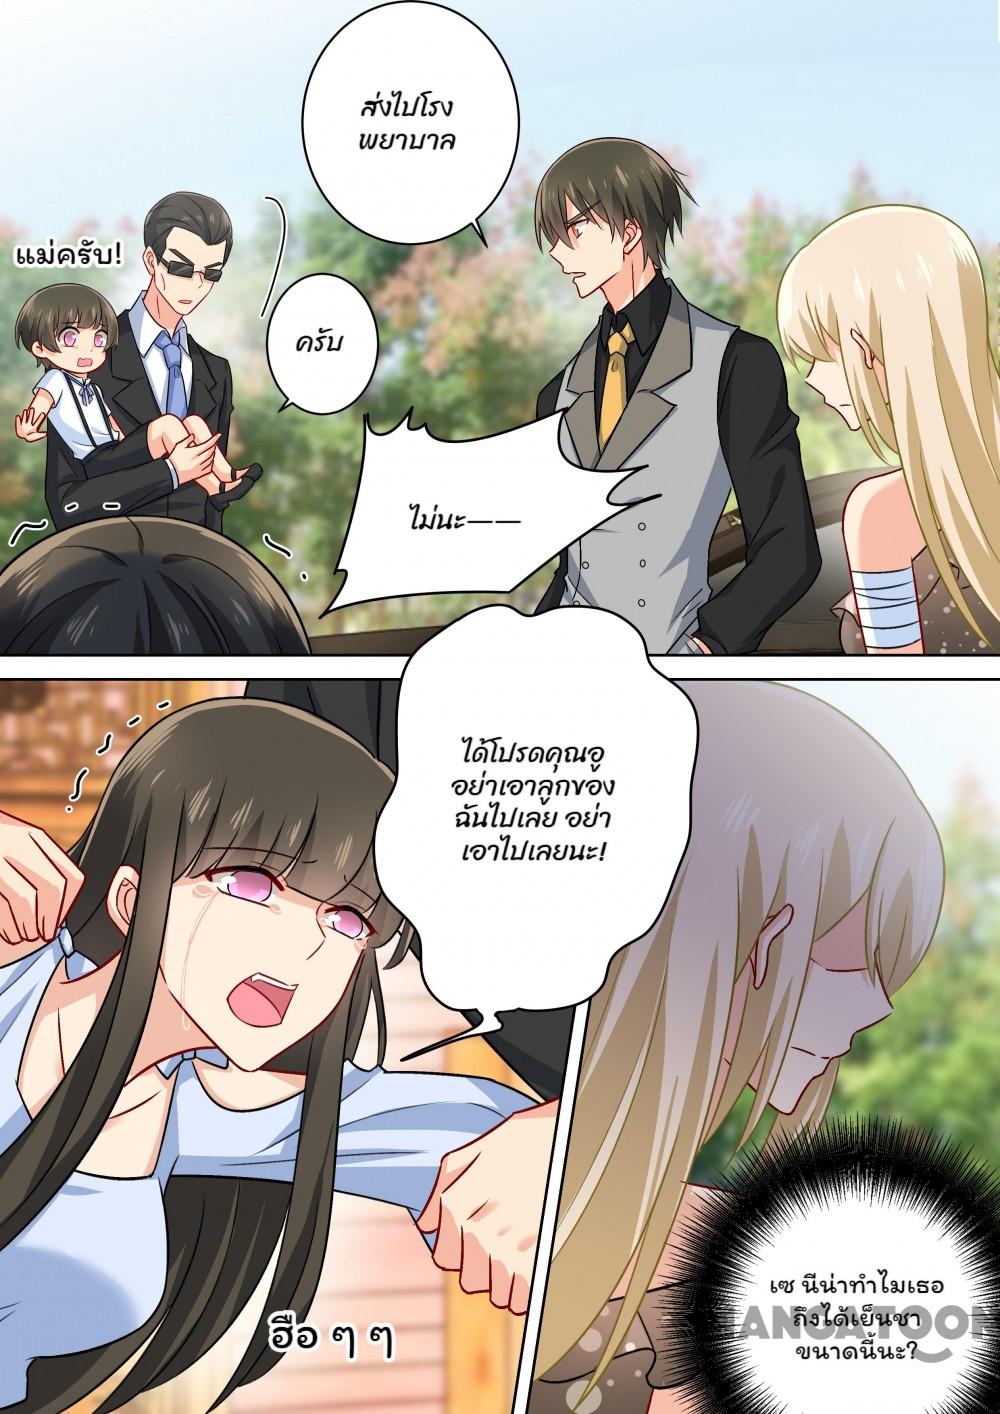 ส่งไปโรง
พยาบาล
แม่ครับ!
ครับ
ไม่นะ——
ได้โปรดคุณอู
อย่าเอาลูกของ
ฉันไปเลย อย่า
เอาไปเลยนะ!
ฮือ ๆ ๆ
เซ นีน่าทำไมเธอ
ถึงได้เย็นชา
ขนาดนี้นะ?
MANGATOON